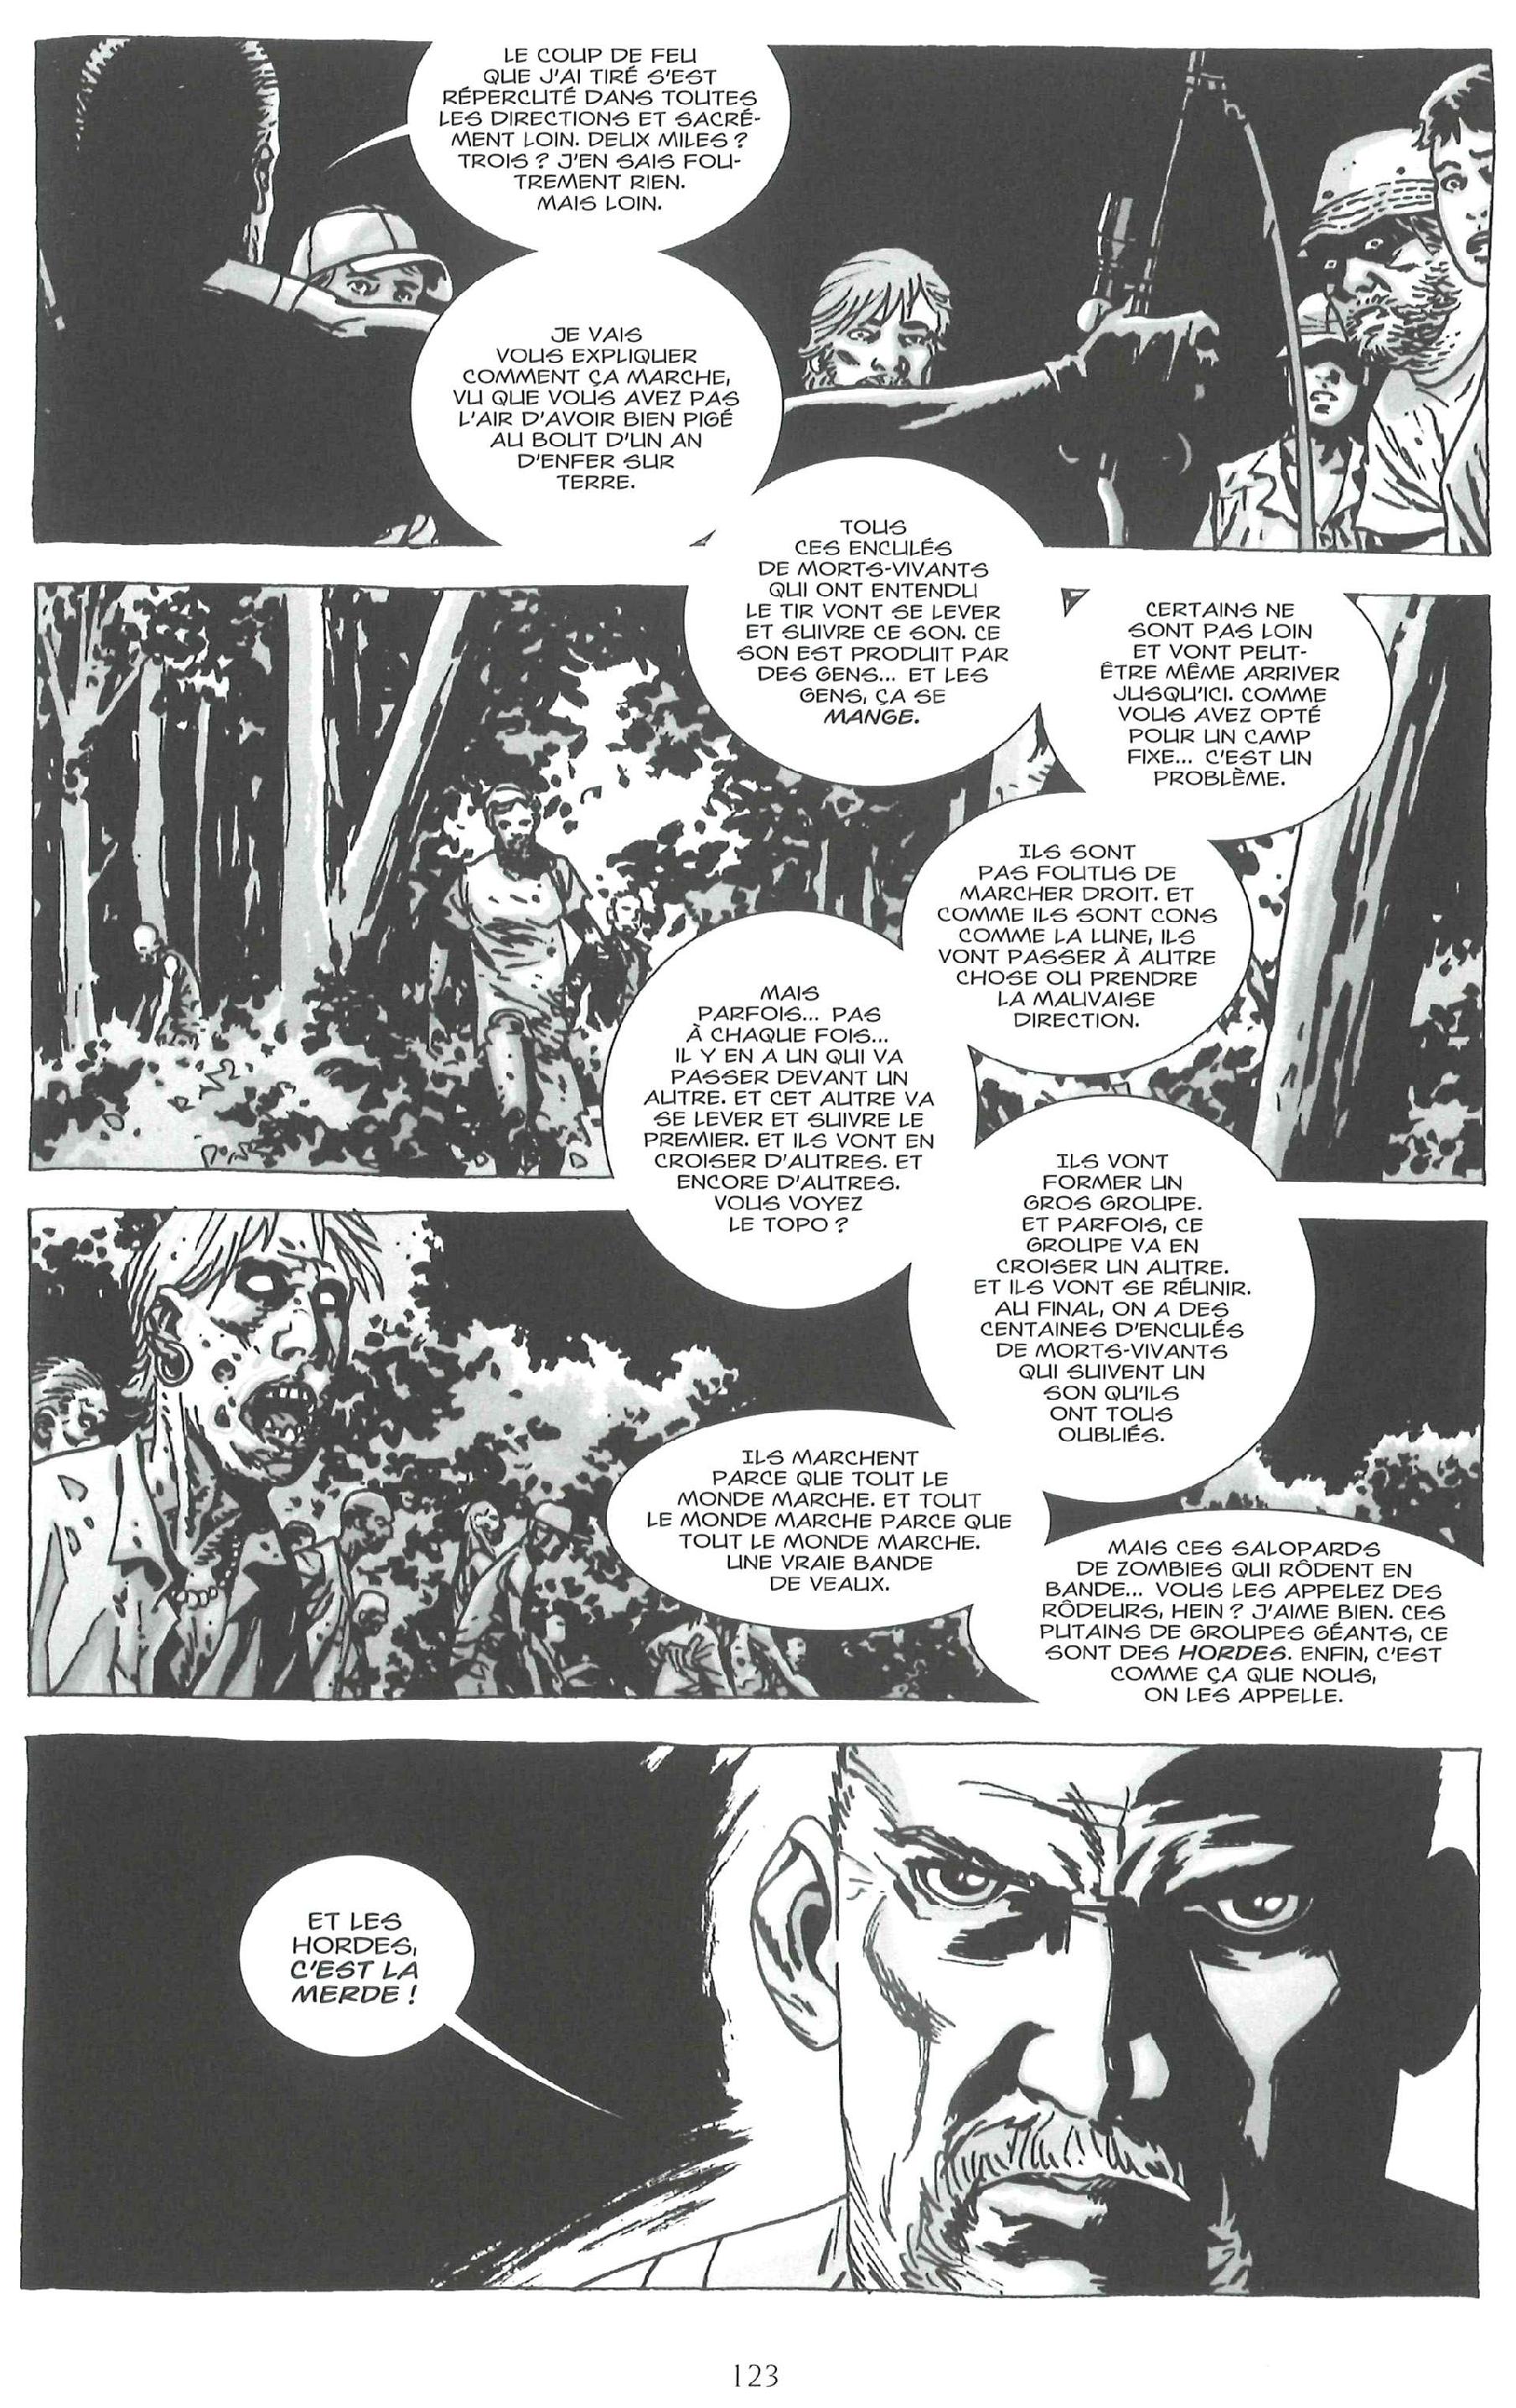 LE COUP DE FEU
QUE J'AI TIRÉ S'EST
RÉPERCUTÉ DANS TOUTES
LES DIRECTIONS ET SACRÉ-
MENT LOIN. DEUX MILES ?
TROIS ? J'EN SAIS FOU-
TREMENT RIEN.
MAIS LOIN.
JE VAIS
VOUS EXPLIQUER
COMMENT ÇA MARCHE,
VU QUE VOUS AVEZ PAS
L'AIR D'AVOIR BIEN PIGÉ
AU BOUT D'UN AN
D'ENFER SUR
TERRE.
TOUS
CES ENCULÉS
DE MORTS-VIVANTS
QUI ONT ENTENDU
LE TIR VONT SE LEVER
ET SUIVRE CE SON. CE
SON EST PRODUIT PAR
DES GENS... ET LES
GENS, ÇA SE
MANGE.
CERTAINS NE
SONT PAS LOIN
ET VONT PEUT-
ÊTRE MÊME ARRIVER
JUSQU'ICI. COMME
VOUS AVEZ OPTÉ
POUR UN CAMP
FIXE... C'EST UN
PROBLÈME.
ILS SONT
PAS FOUTUS DE
MARCHER DROIT. ET
COMME ILS SONT CONS
COMME LA LUNE, ILS
VONT PASSER À AUTRE
CHOSE OU PRENDRE
LA MAUVAISE
DIRECTION.
MAIS
PARFOIS... PAS
À CHAQUE FOIS...
IL Y EN A UN QUI VA
PASSER DEVANT UN
AUTRE. ET CET AUTRE VA
SE LEVER ET SUIVRE LE
PREMIER. ET ILS VONT EN
CROISER D'AUTRES. ET
ENCORE D'AUTRES.
VOUS VOYEZ
LE TOPO ?
ILS VONT
FORMER UN
GROS GROUPE.
ET PARFOIS, CE
GROUPE VA EN
CROISER UN AUTRE.
ET ILS VONT SE RÉUNIR.
AU FINAL, ON A DES
CENTAINES D'ENCULÉS
DE MORTS-VIVANTS
QUI SUIVENT UN
SON QU'ILS
ONT TOUS
OUBLIÉS.
ILS MARCHENT
PARCE QUE TOUT LE
MONDE MARCHE. ET TOUT
LE MONDE MARCHE PARCE QUE
TOUT LE MONDE MARCHE.
UNE VRAIE BANDE
DE VEAUX.
MAIS CES SALOPARDS
DE ZOMBIES QUI RÔDENT EN
BANDE... VOUS LES APPELEZ DES
RÔDEURS, HEIN ? J'AIME BIEN. CES
PUTAINS DE GROUPES GÉANTS, CE
SONT DES HORDES. ENFIN, C'EST
COMME ÇA QUE NOUS,
ON LES APPELLE.
ET LES
HORDES,
C'EST LA
MERDE !
123